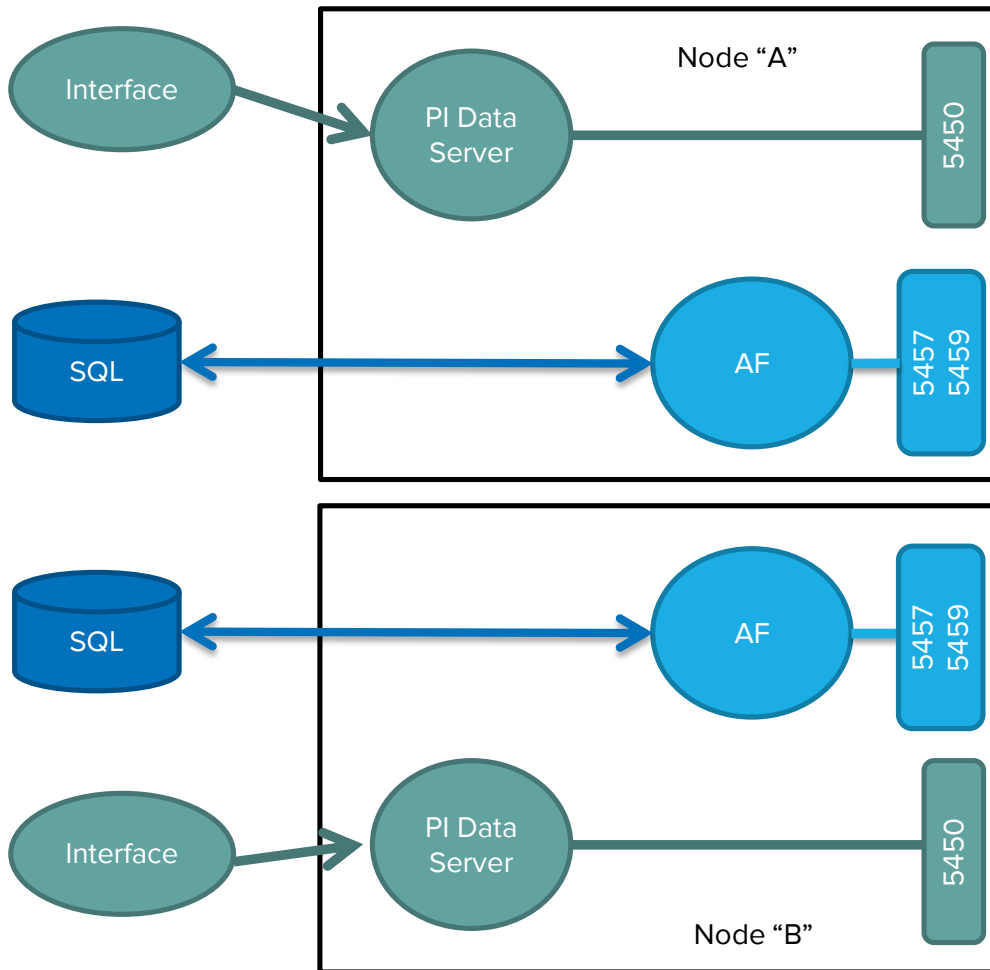 Interface
PI Data
Server
Node “A”
5450
SQL
AF
5457
5459
SQL
AF
5457
5459
Interface
PI Data
Server
5450
Node “B”